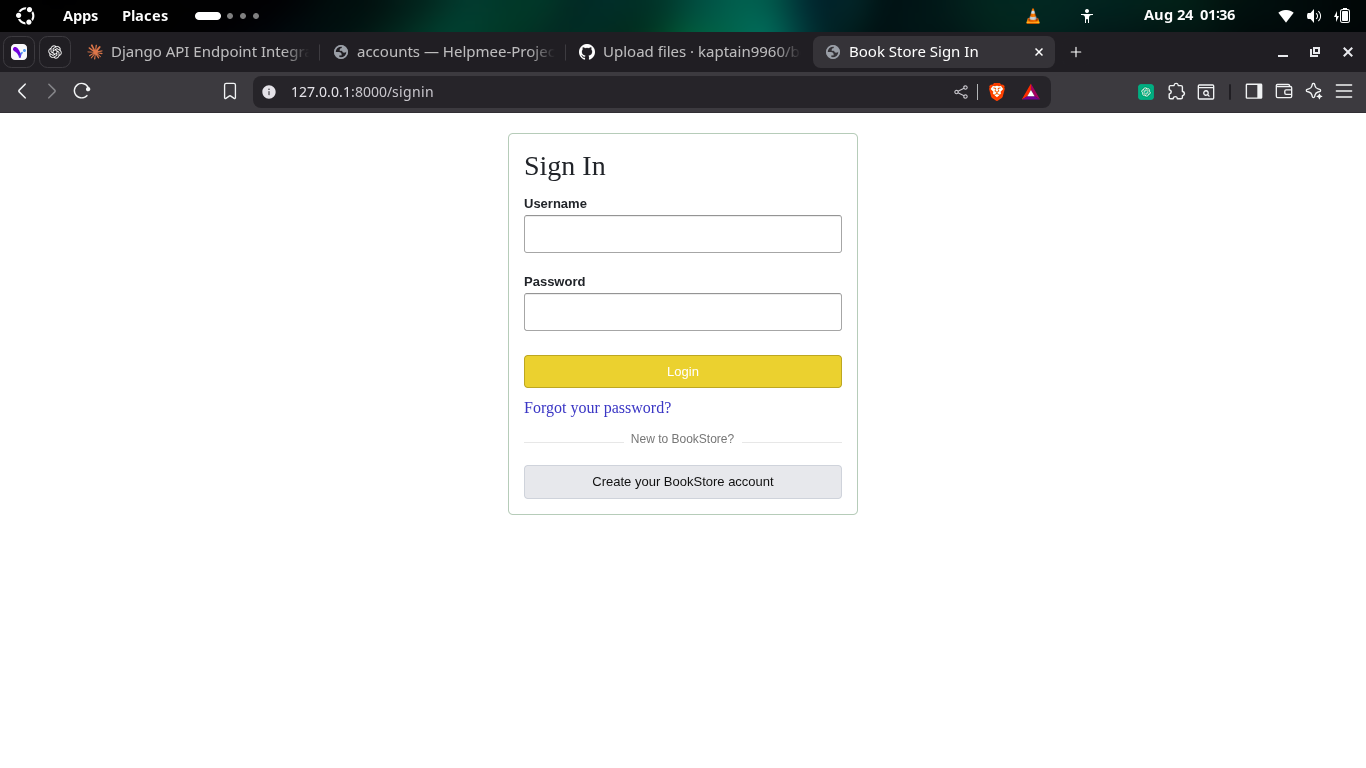 Apps Places Aug 24 01:36
Django API Endpoint Integra accounts — Helpmee-Projec Upload files · kaptain9960/b Book Store Sign In
127.0.0.1:8000/signin
Sign In
Username
Password
Login
Forgot your password?
New to BookStore?
Create your BookStore account